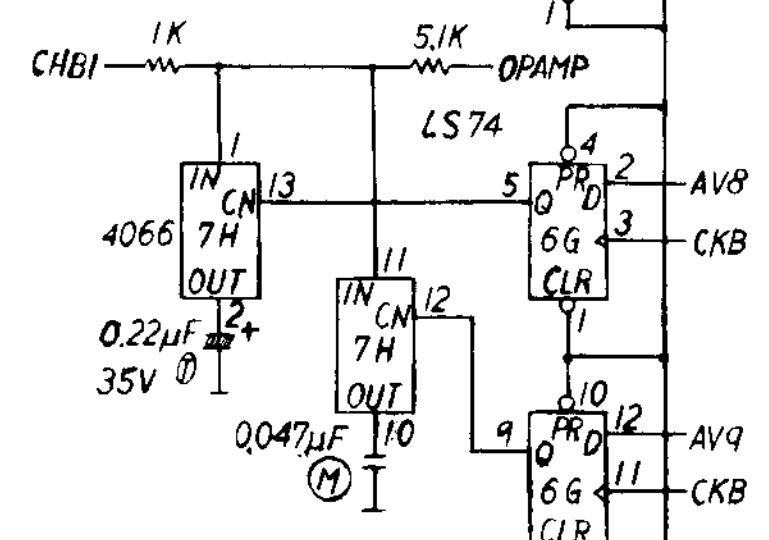 1
1K
5.1K
CHB1
OPAMP
LS74
1
IN
CN
13
4066
7H
OUT
2
+
0.22µF
35V
T
4
PR
5
Q
D
2
AV8
6G
3
CKB
CLR
1
11
IN
CN
12
7H
OUT
10
0.047µF
M
10
PR
9
Q
D
12
AV9
6G
11
CKB
CLR